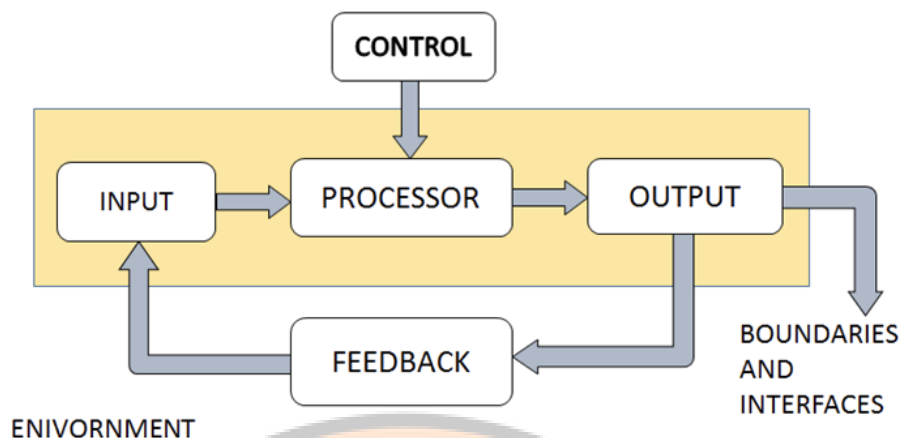 CONTROL
INPUT
PROCESSOR
OUTPUT
FEEDBACK
BOUNDARIES
AND
INTERFACES
ENIVORNMENT